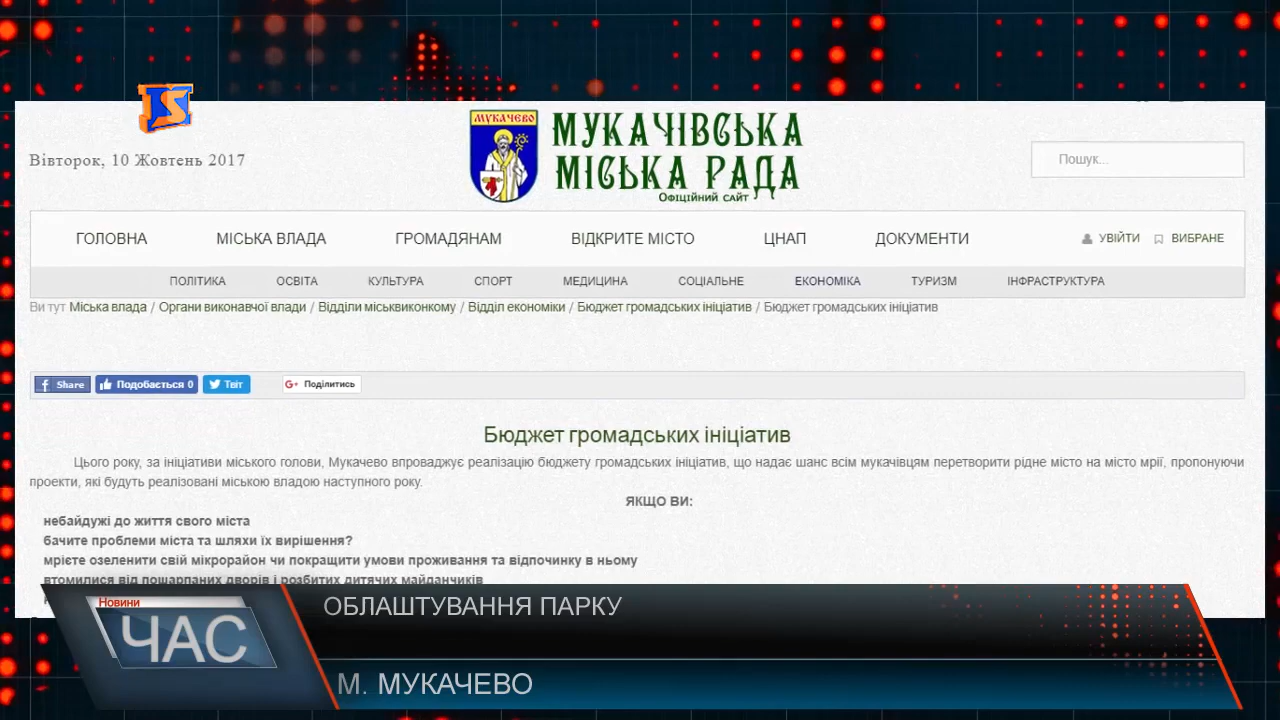 МУКАЧЕВО
МУКАЧІВСЬКА
МІСЬКА РАДА
Офіційний сайт
Вівторок, 10 Жовтень 2017
Пошук...
ГОЛОВНА МІСЬКА ВЛАДА ГРОМАДЯНАМ ВІДКРИТЕ МІСТО ЦНАП ДОКУМЕНТИ УВІЙТИ ВИБРАНЕ
ПОЛІТИКА ОСВІТА КУЛЬТУРА СПОРТ МЕДИЦИНА СОЦІАЛЬНЕ ЕКОНОМІКА ТУРИЗМ ІНФРАСТРУКТУРА
Ви тут Міська влада / Органи виконавчої влади / Відділи міськвиконкому / Відділ економіки / Бюджет громадських ініціатив / Бюджет громадських ініціатив
Share Подобається 0 Твіт G+ Поділитись
Бюджет громадських ініціатив
Цього року, за ініціативи міського голови, Мукачево впроваджує реалізацію бюджету громадських ініціатив, що надає шанс всім мукачівцям перетворити рідне місто на місто мрії, пропонуючи
проекти, які будуть реалізовані міською владою наступного року.
ЯКЩО ВИ:
небайдужі до життя свого міста
бачите проблеми міста та шляхи їх вирішення?
мрієте озеленити свій мікрорайон чи покращити умови проживання та відпочинку в ньому
втомилися від пошарпаних дворів і розбитих дитячих майданчиків
Новини
ЧАС
ОБЛАШТУВАННЯ ПАРКУ
М. МУКАЧЕВО